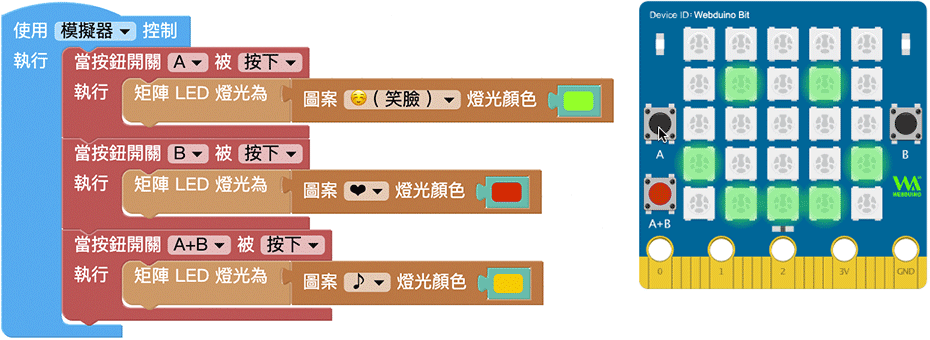 使用 模擬器 控制
執行
當按鈕開關 A 被 按下
執行 矩陣 LED 燈光為 圖案 ☺️（笑臉） 燈光顏色
當按鈕開關 B 被 按下
執行 矩陣 LED 燈光為 圖案 ❤ 燈光顏色
當按鈕開關 A+B 被 按下
執行 矩陣 LED 燈光為 圖案 ♪ 燈光顏色
Device ID: Webduino Bit
A
B
WEBDUINO
A+B
0 1 2 3V GND